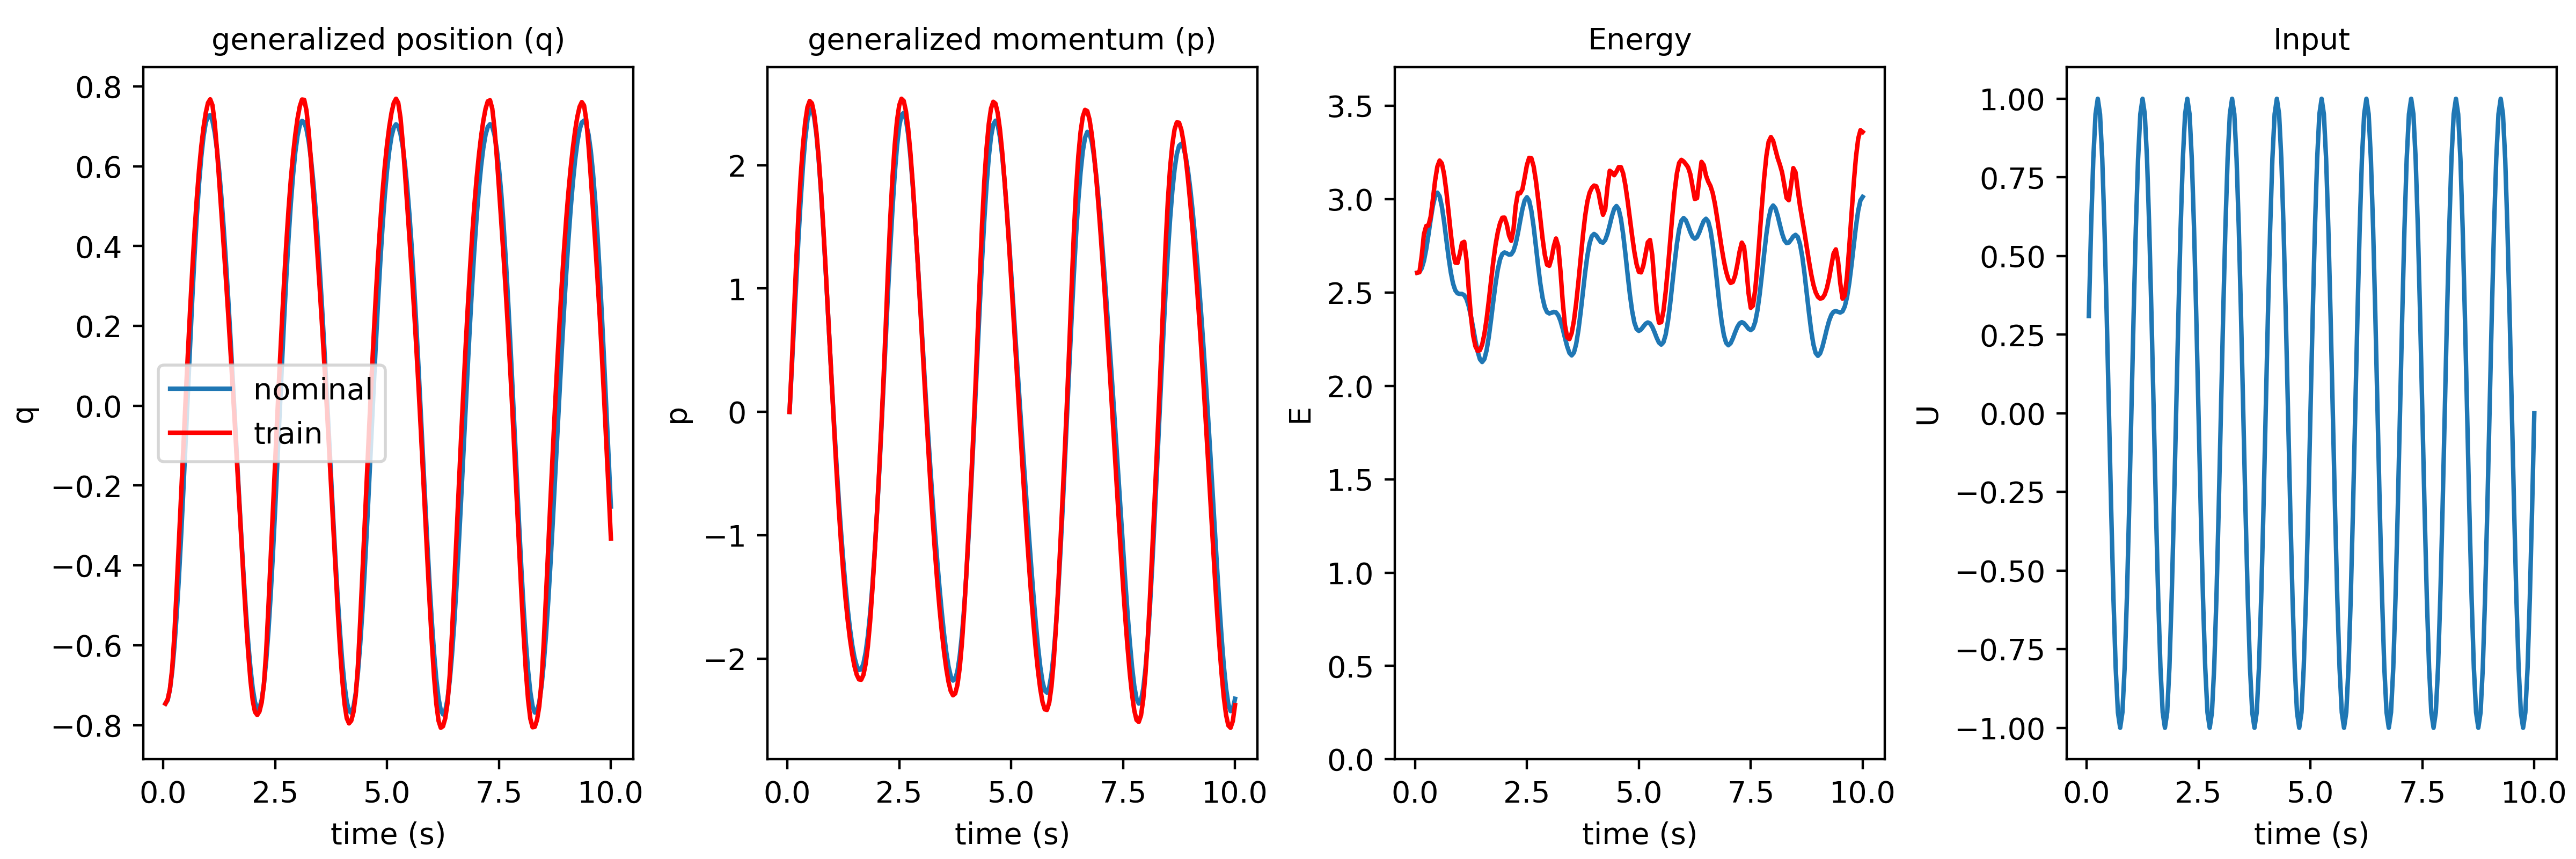 generalized position (q)
0.8
0.6
0.4
0.2
0.0
−0.2
−0.4
−0.6
−0.8
q
nominal
train
0.0 2.5 5.0 7.5 10.0
time (s)
generalized momentum (p)
2
1
0
−1
−2
p
0.0 2.5 5.0 7.5 10.0
time (s)
Energy
3.5
3.0
2.5
2.0
1.5
1.0
0.5
0.0
E
0.0 2.5 5.0 7.5 10.0
time (s)
Input
1.00
0.75
0.50
0.25
0.00
−0.25
−0.50
−0.75
−1.00
U
0.0 2.5 5.0 7.5 10.0
time (s)